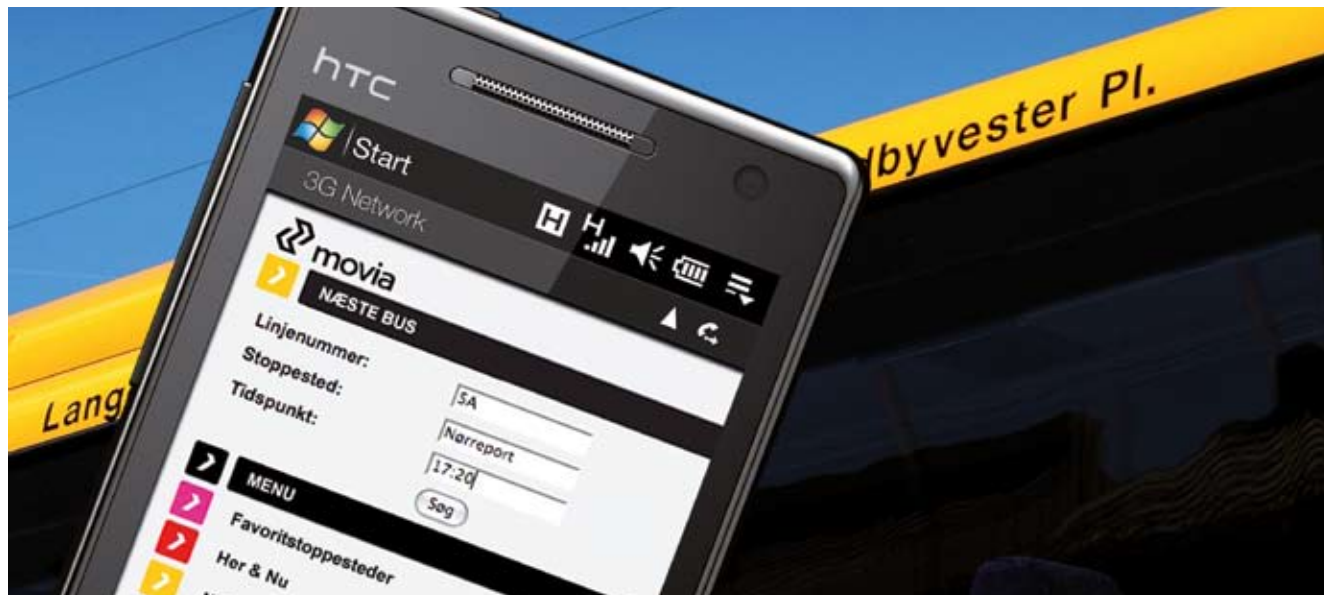 hTC
Start
3G Network
H
H
movia
NÆSTE BUS
Linjenummer:
5A
Stoppested:
Nørreport
Tidspunkt:
17:20
Søg
MENU
Favoritstoppesteder
Her & Nu
Lang
dbyvester Pl.